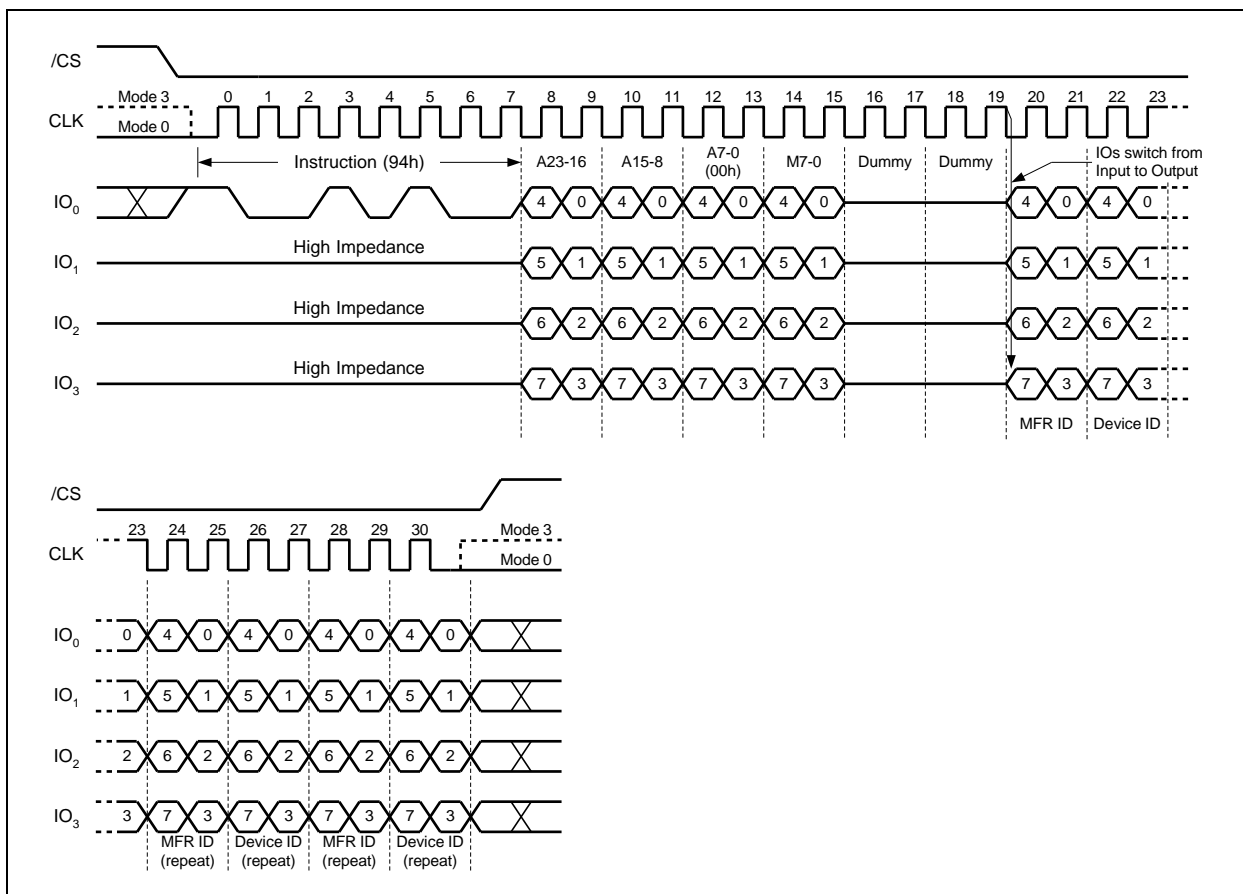 /CS
Mode 3
0 1 2 3 4 5 6 7 8 9 10 11 12 13 14 15 16 17 18 19 20 21 22 23
CLK
Mode 0
Instruction (94h)
A23-16
A15-8
A7-0
(00h)
M7-0
Dummy
Dummy
IOs switch from
Input to Output
IO0
4 0 4 0 4 0 4 0 4 0 4 0
High Impedance
IO1
5 1 5 1 5 1 5 1 5 1 5 1
High Impedance
IO2
6 2 6 2 6 2 6 2 6 2 6 2
High Impedance
IO3
7 3 7 3 7 3 7 3 7 3 7 3
MFR ID
Device ID
/CS
23 24 25 26 27 28 29 30
Mode 3
CLK
Mode 0
IO0
0 4 0 4 0 4 0 4 0
IO1
1 5 1 5 1 5 1 5 1
IO2
2 6 2 6 2 6 2 6 2
IO3
3 7 3 7 3 7 3 7 3
MFR ID
(repeat)
Device ID
(repeat)
MFR ID
(repeat)
Device ID
(repeat)